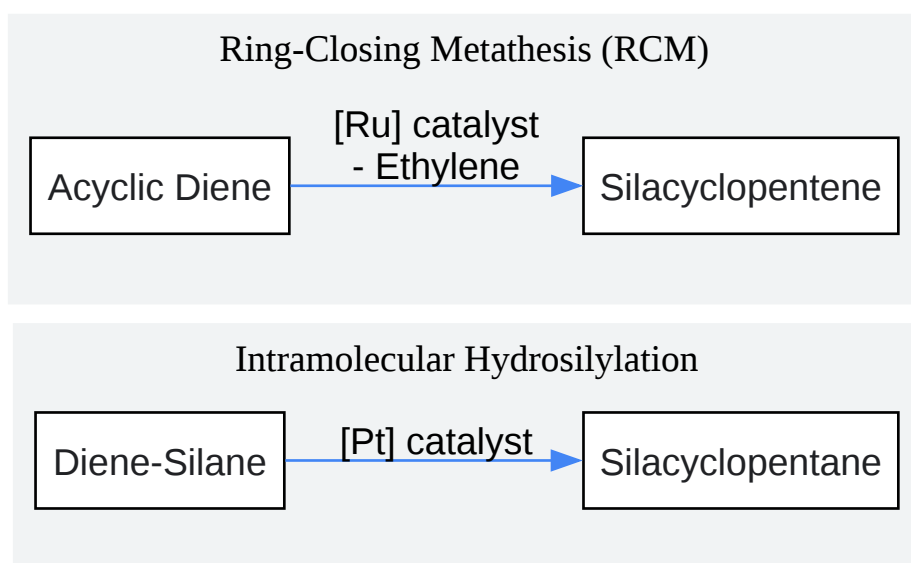 Ring-Closing Metathesis (RCM)
[Ru] catalyst
- Ethylene
Acyclic Diene
Silacyclopentene
Intramolecular Hydrosilylation
[Pt] catalyst
Diene-Silane
Silacyclopentane